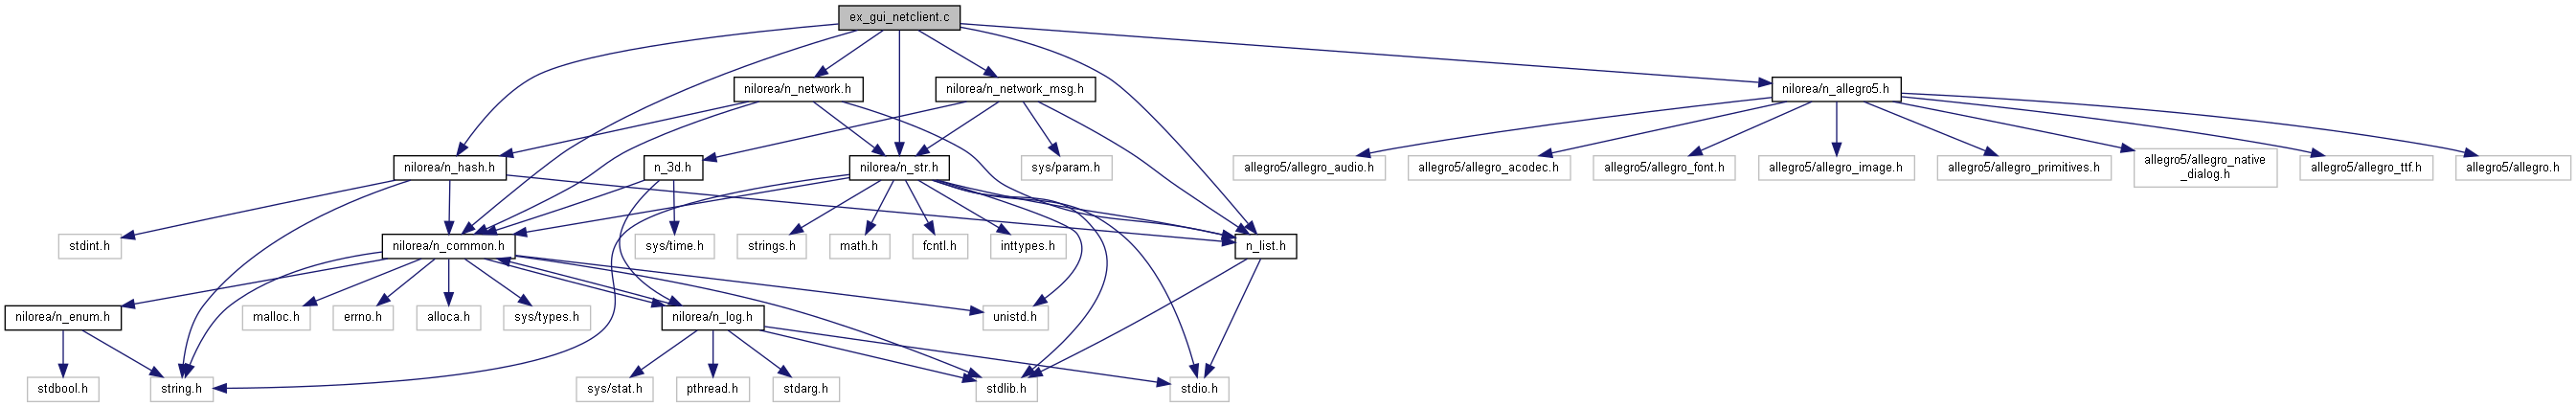 ex_gui_netclient.c
nilorea/n_network.h
nilorea/n_network_msg.h
nilorea/n_allegro5.h
nilorea/n_hash.h
n_3d.h
nilorea/n_str.h
sys/param.h
allegro5/allegro_audio.h
allegro5/allegro_acodec.h
allegro5/allegro_font.h
allegro5/allegro_image.h
allegro5/allegro_primitives.h
allegro5/allegro_native
_dialog.h
allegro5/allegro_ttf.h
allegro5/allegro.h
stdint.h
nilorea/n_common.h
sys/time.h
strings.h
math.h
fcntl.h
inttypes.h
n_list.h
nilorea/n_enum.h
malloc.h
errno.h
alloca.h
sys/types.h
nilorea/n_log.h
unistd.h
stdbool.h
string.h
sys/stat.h
pthread.h
stdarg.h
stdlib.h
stdio.h